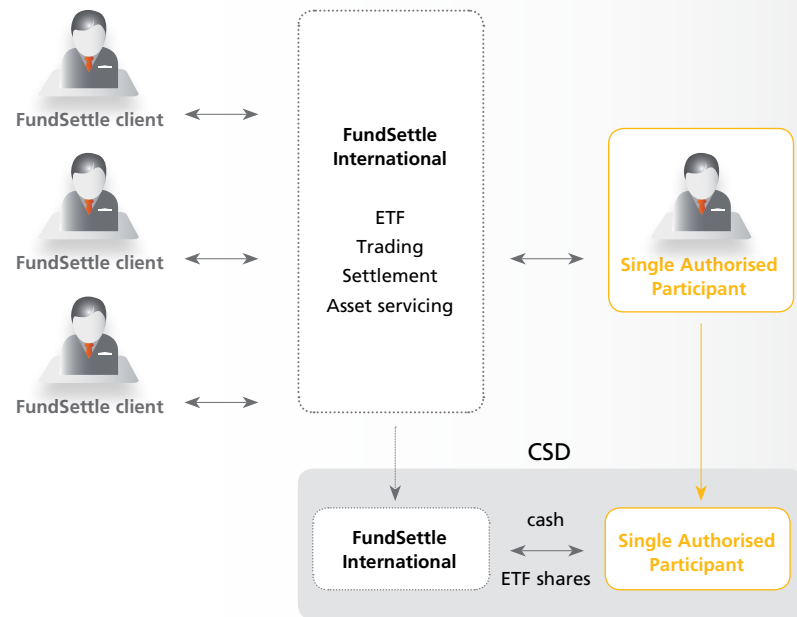 FundSettle client
FundSettle client
FundSettle client
FundSettle
International
ETF
Trading
Settlement
Asset servicing
Single Authorised
Participant
CSD
FundSettle
International
cash
ETF shares
Single Authorised
Participant